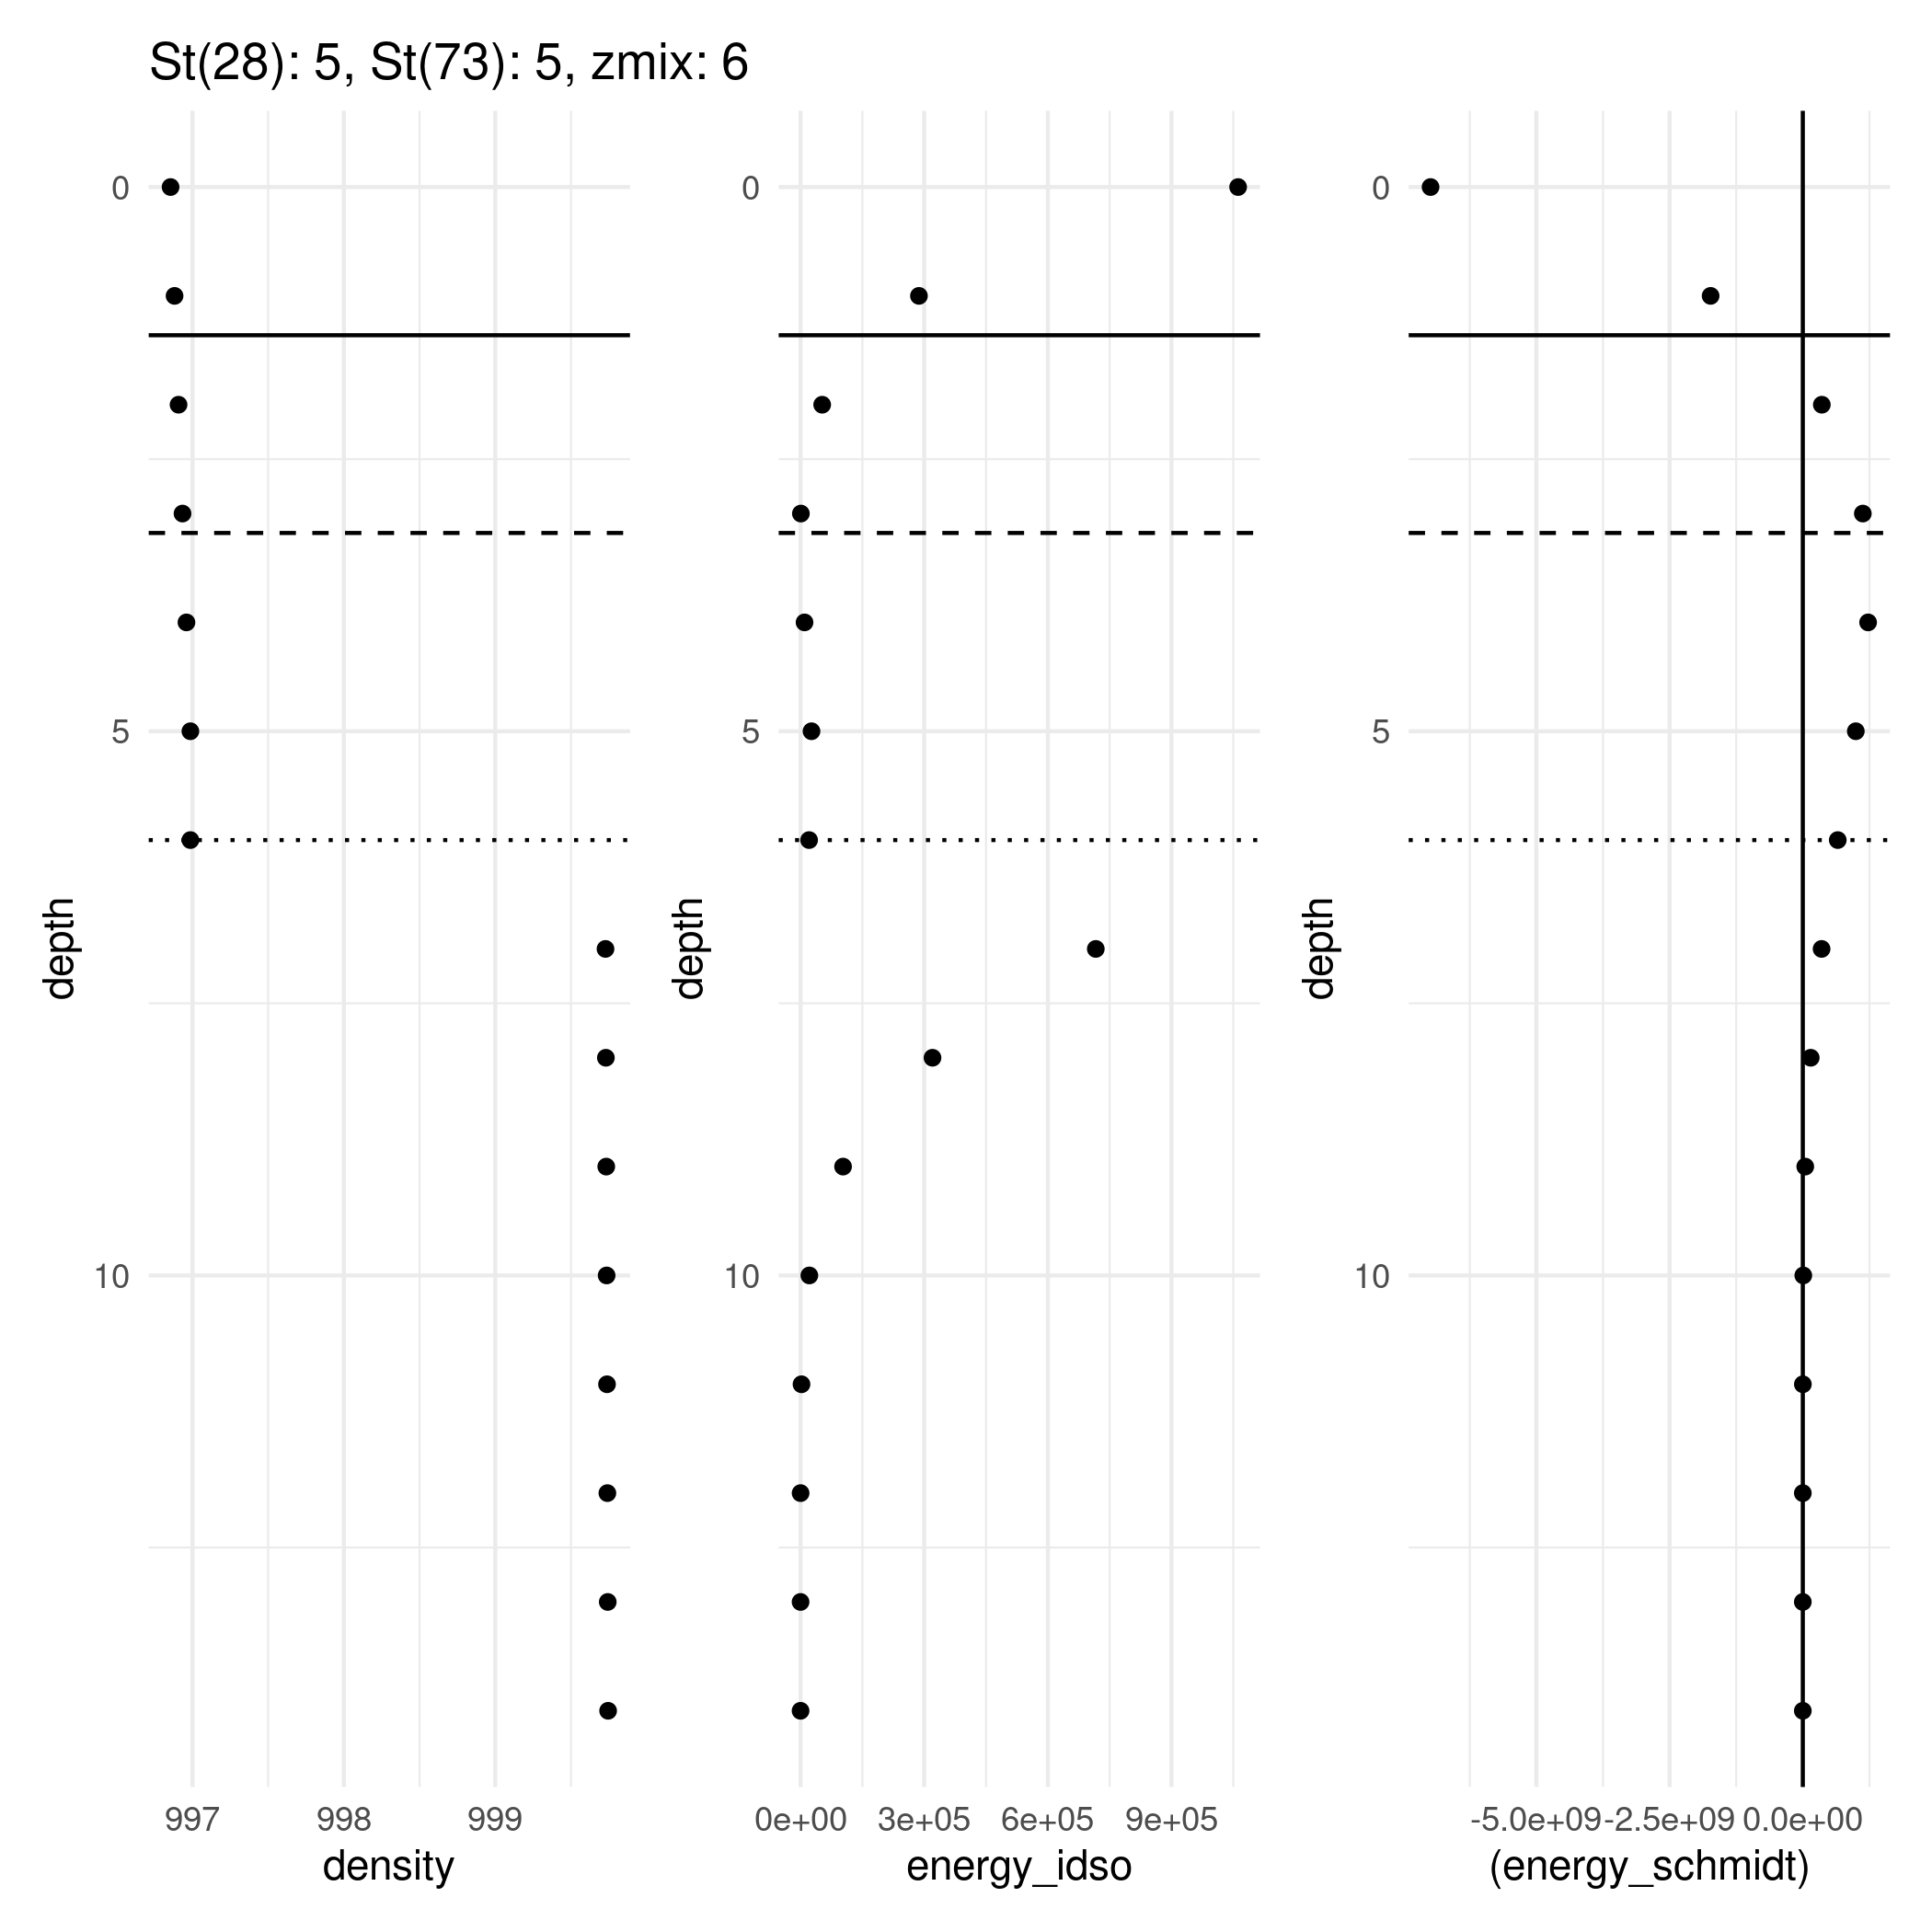 St(28): 5, St(73): 5, zmix: 6
0
5
10
depth
997 998 999
density
0
5
10
depth
0e+00 3e+05 6e+05 9e+05
energy_idso
0
5
10
depth
-5.0e+09 -2.5e+09 0.0e+00
(energy_schmidt)